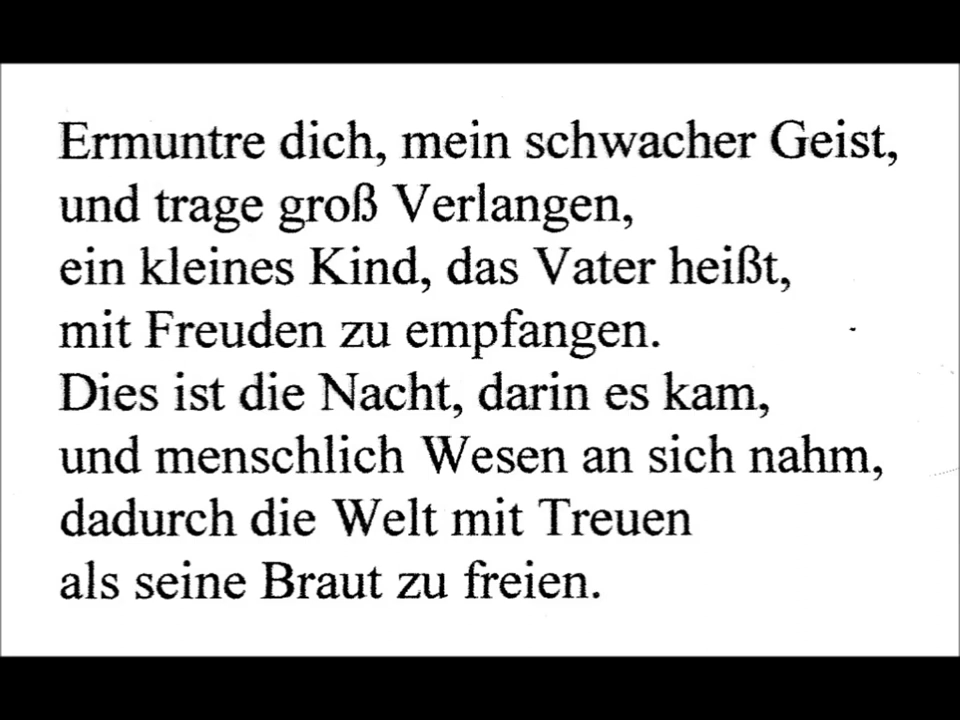 Ermuntre dich, mein schwacher Geist,
und trage groß Verlangen,
ein kleines Kind, das Vater heißt,
mit Freuden zu empfangen.
Dies ist die Nacht, darin es kam,
und menschlich Wesen an sich nahm,
dadurch die Welt mit Treuen
als seine Braut zu freien.